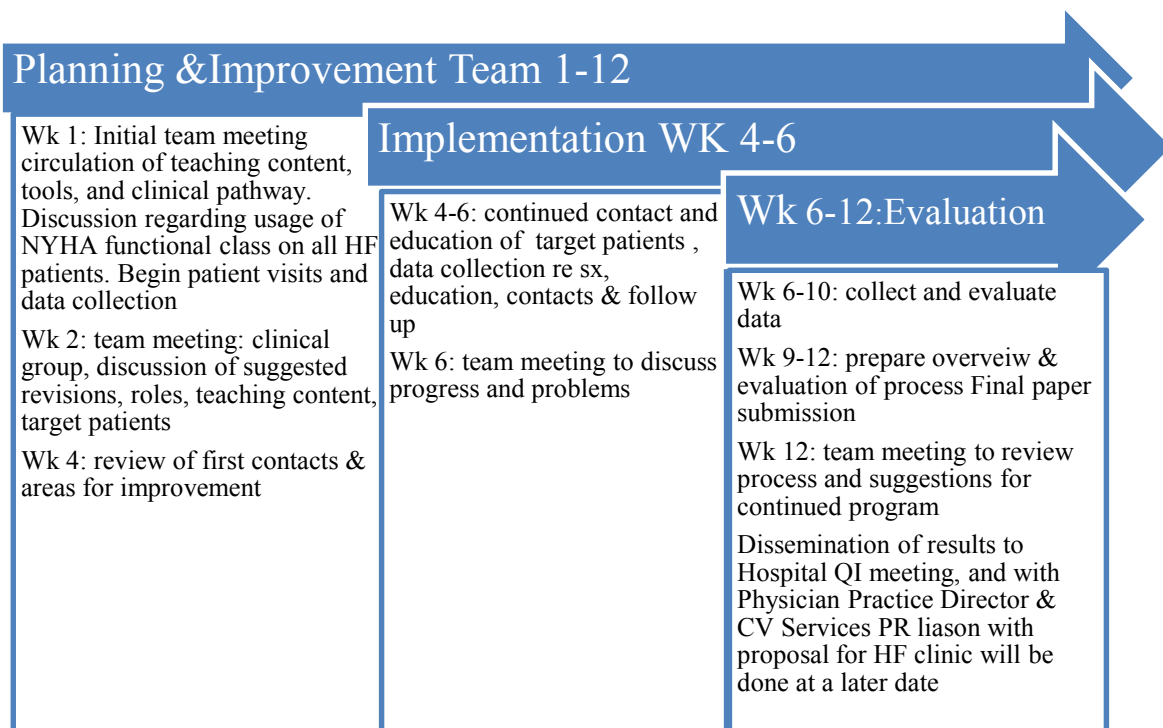 Planning &Improvement Team 1-12
Wk 1: Initial team meeting
circulation of teaching content,
tools, and clinical pathway.
Discussion regarding usage of
NYHA functional class on all HF
patients. Begin patient visits and
data collection
Wk 2: team meeting: clinical
group, discussion of suggested
revisions, roles, teaching content,
target patients
Wk 4: review of first contacts &
areas for improvement
Implementation WK 4-6
Wk 4-6: continued contact and
education of target patients ,
data collection re sx,
education, contacts & follow
up
Wk 6: team meeting to discuss
progress and problems
Wk 6-12:Evaluation
Wk 6-10: collect and evaluate
data
Wk 9-12: prepare overveiw &
evaluation of process Final paper
submission
Wk 12: team meeting to review
process and suggestions for
continued program
Dissemination of results to
Hospital QI meeting, and with
Physician Practice Director &
CV Services PR liason with
proposal for HF clinic will be
done at a later date